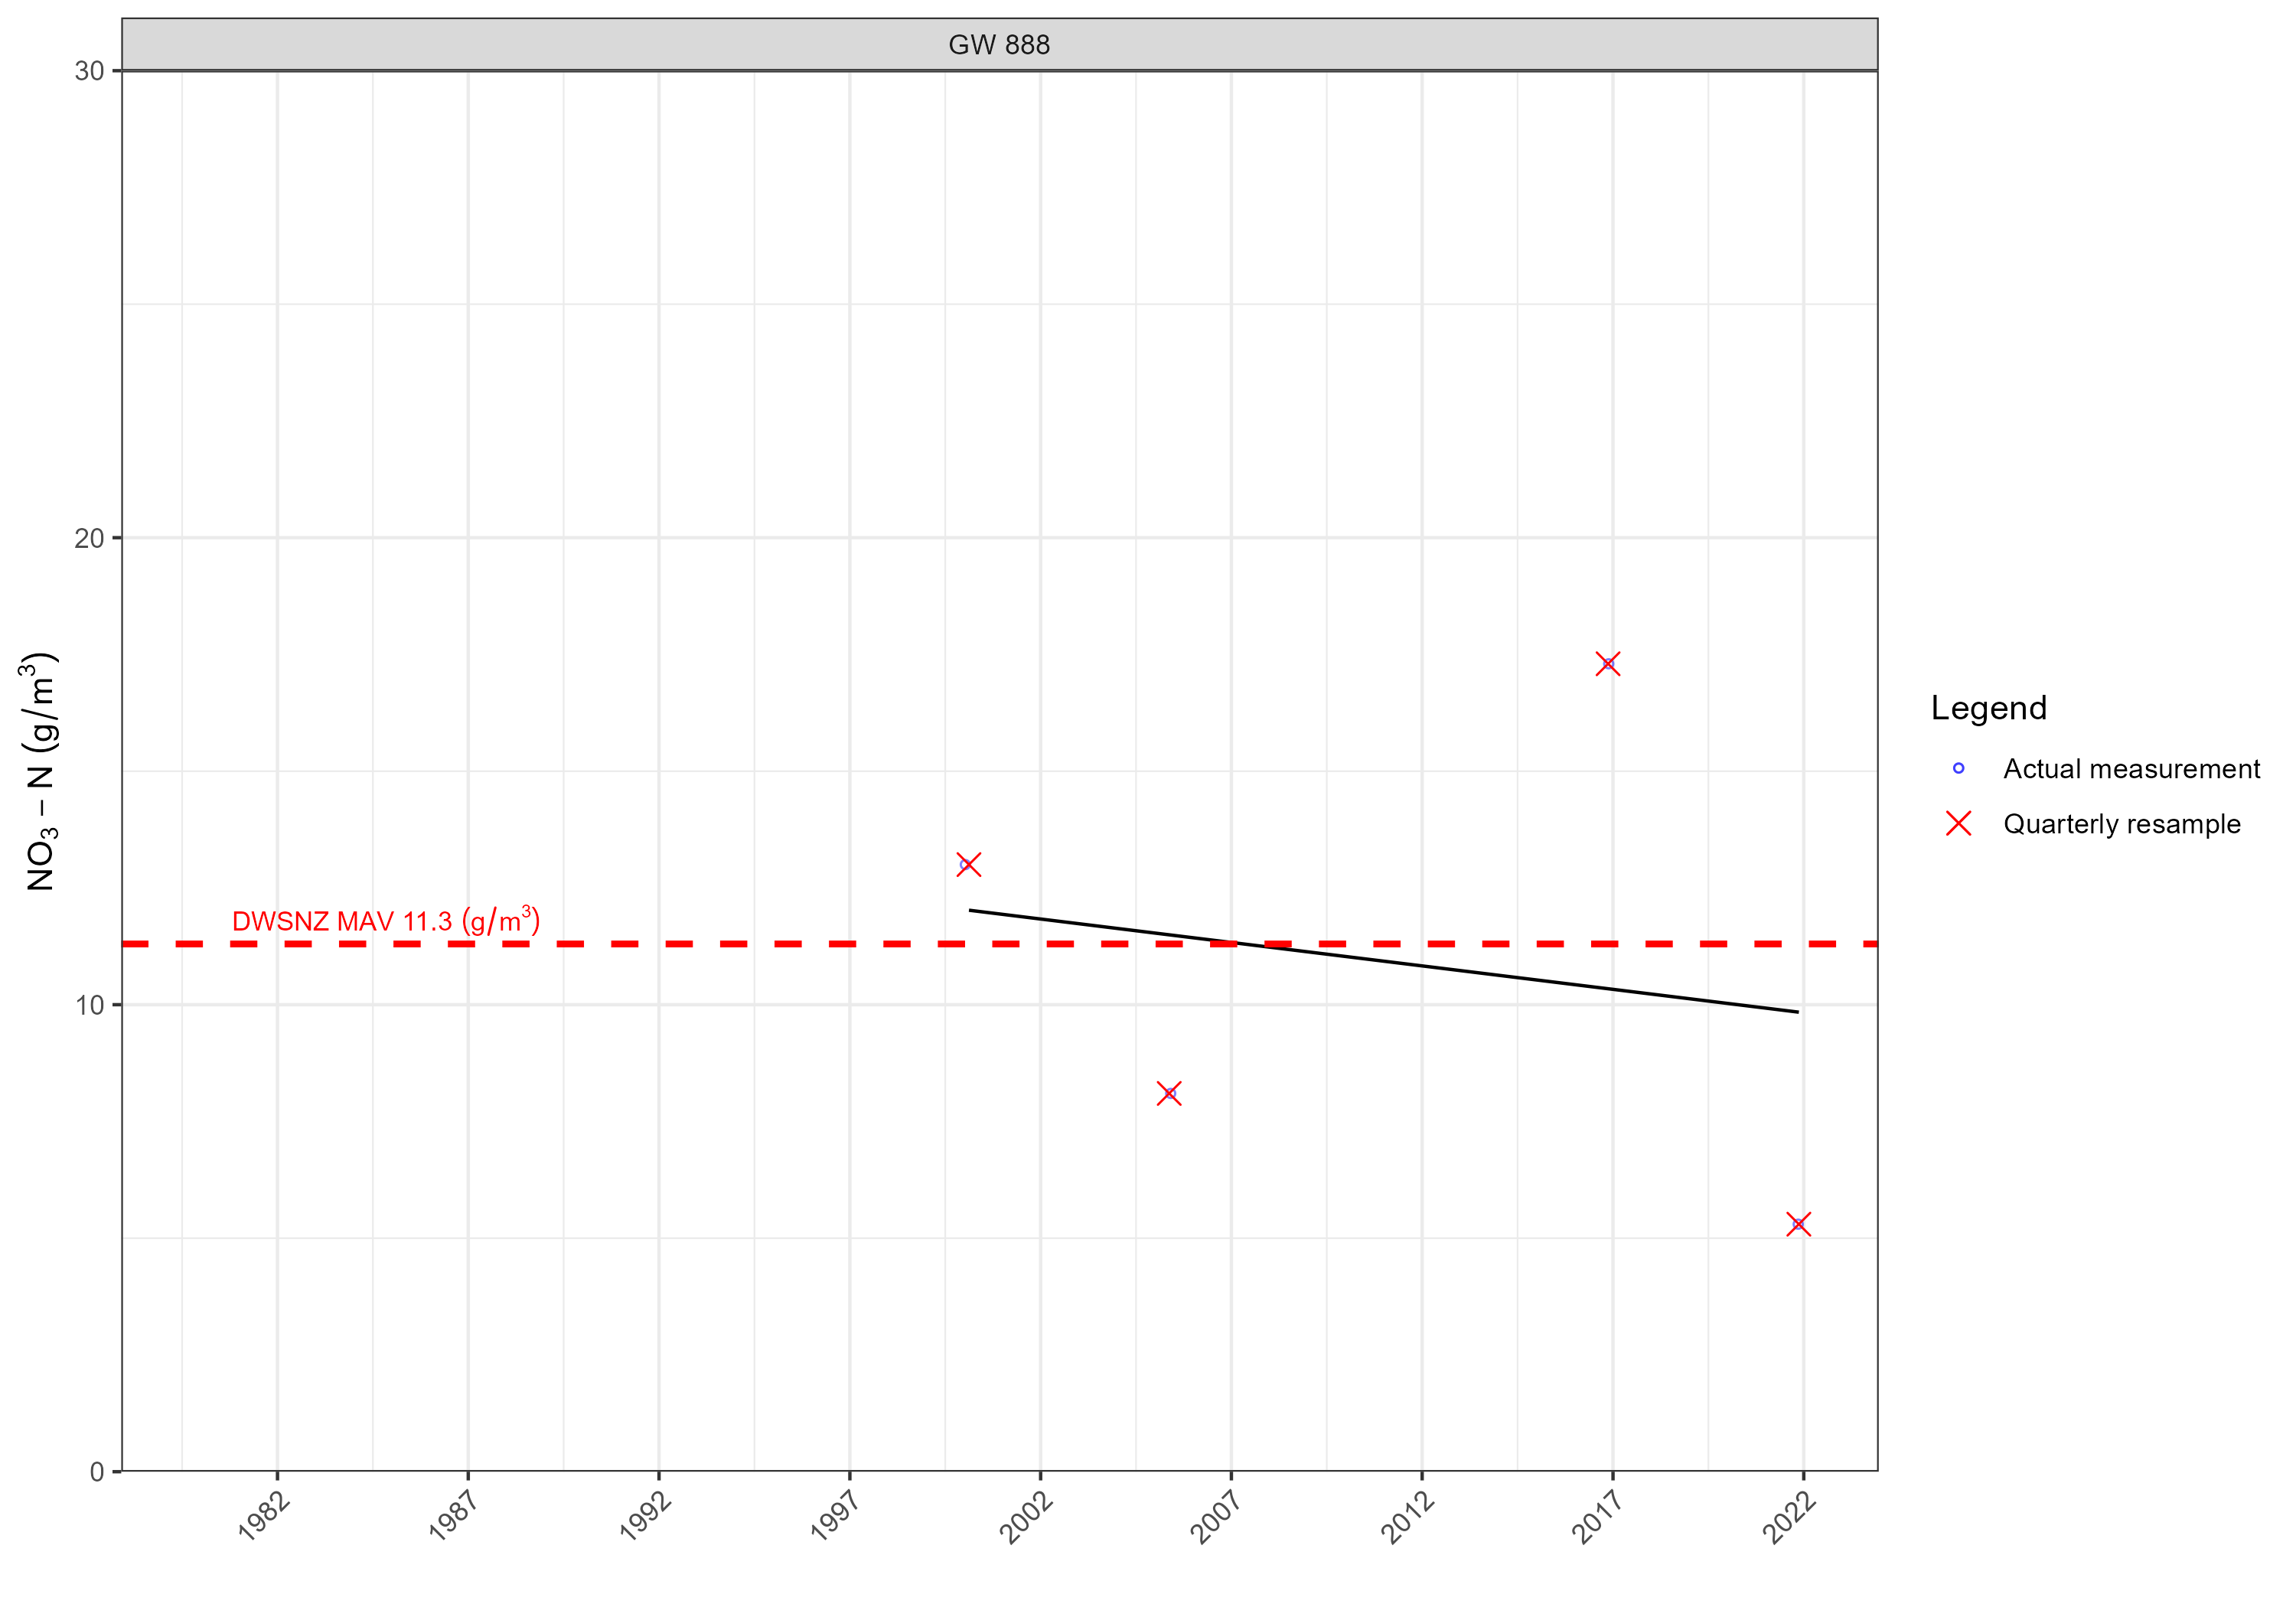 GW 888
30
20
10
0
NO₃ – N (g/m³)
DWSNZ MAV 11.3 (g/m³)
1982
1987
1992
1997
2002
2007
2012
2017
2022
Legend
Actual measurement
Quarterly resample